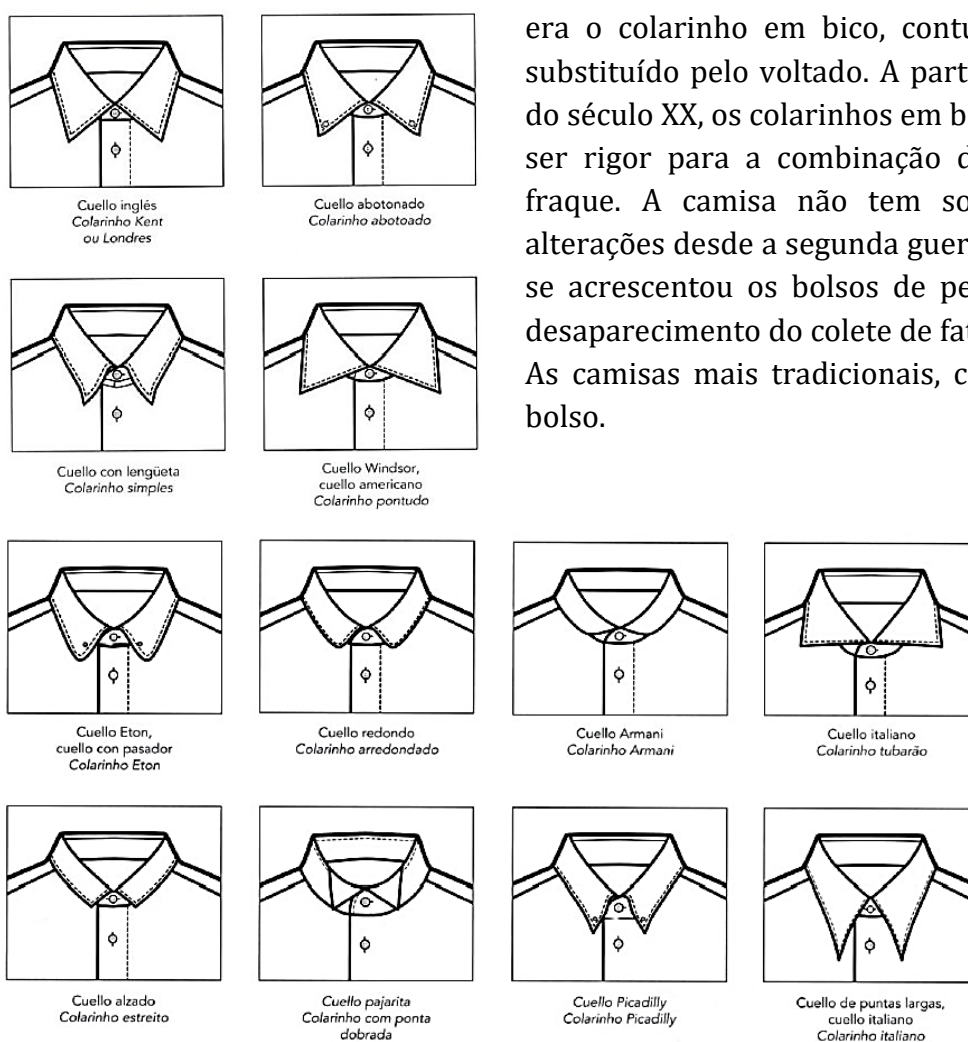 era o colarinho em bico, contu
substituído pelo voltado. A part
do século XX, os colarinhos em b
ser rigor para a combinação d
fraque. A camisa não tem so
alterações desde a segunda guer
se acrescentou os bolsos de pe
desaparecimento do colete de fat
As camisas mais tradicionais, c
bolso.
Cuello inglés
Colarinho Kent
ou Londres
Cuello abotonado
Colarinho abotoado
Cuello con lengüeta
Colarinho simples
Cuello Windsor,
cuello americano
Colarinho pontudo
Cuello Eton,
cuello con pasador
Colarinho Eton
Cuello redondo
Colarinho arredondado
Cuello Armani
Colarinho Armani
Cuello italiano
Colarinho tubarão
Cuello alzado
Colarinho estreito
Cuello pajarita
Colarinho com ponta
dobrada
Cuello Picadilly
Colarinho Picadilly
Cuello de puntas largas,
cuello italiano
Colarinho italiano